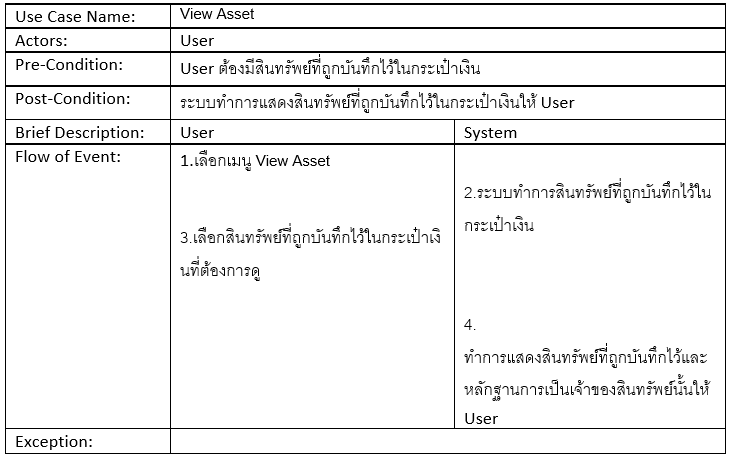 Use Case Name: View Asset
Actors: User
Pre-Condition: User ต้องมีสินทรัพย์ที่ถูกบันทึกไว้ในกระเป๋าเงิน
Post-Condition: ระบบทำการแสดงสินทรัพย์ที่ถูกบันทึกไว้ในกระเป๋าเงินให้ User
Brief Description: User System
Flow of Event: 1.เลือกเมนู View Asset
2.ระบบทำการสินทรัพย์ที่ถูกบันทึกไว้ใน
กระเป๋าเงิน
3.เลือกสินทรัพย์ที่ถูกบันทึกไว้ในกระเป๋าเงิ
นที่ต้องการดู
4.
ทำการแสดงสินทรัพย์ที่ถูกบันทึกไว้และ
หลักฐานการเป็นเจ้าของสินทรัพย์นั้นให้
User
Exception: